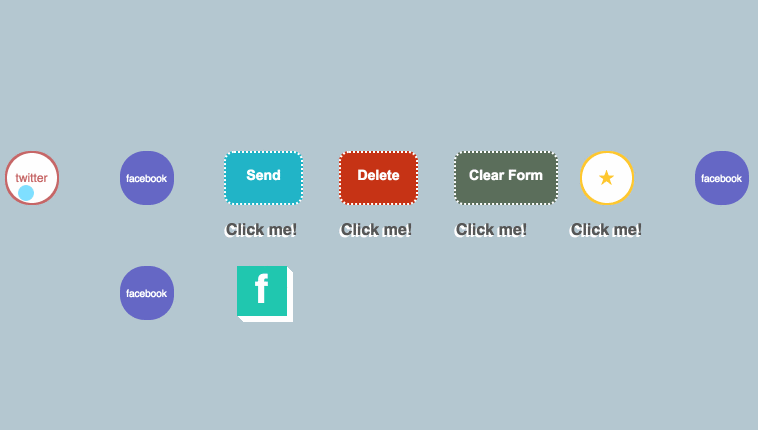 twitter
facebook
Send
Delete
Clear Form
★
facebook
Click me!
Click me!
Click me!
Click me!
facebook
f